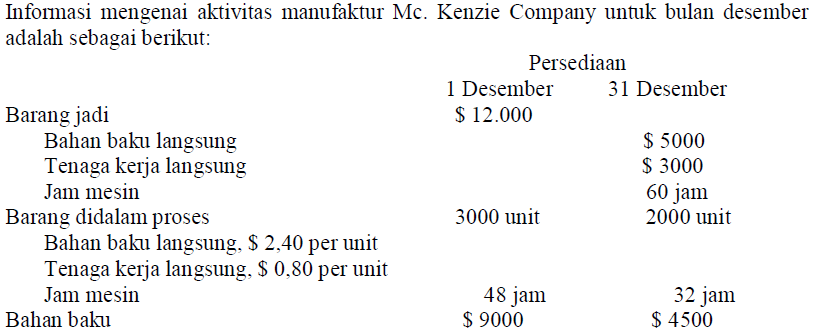 Informasi mengenai aktivitas manufaktur Mc. Kenzie Company untuk bulan desember
adalah sebagai berikut:
Persediaan
1 Desember 31 Desember
Barang jadi $ 12.000
Bahan baku langsung $ 5000
Tenaga kerja langsung $ 3000
Jam mesin 60 jam
Barang didalam proses 3000 unit 2000 unit
Bahan baku langsung, $ 2,40 per unit
Tenaga kerja langsung, $ 0,80 per unit
Jam mesin 48 jam 32 jam
Bahan baku $ 9000 $ 4500